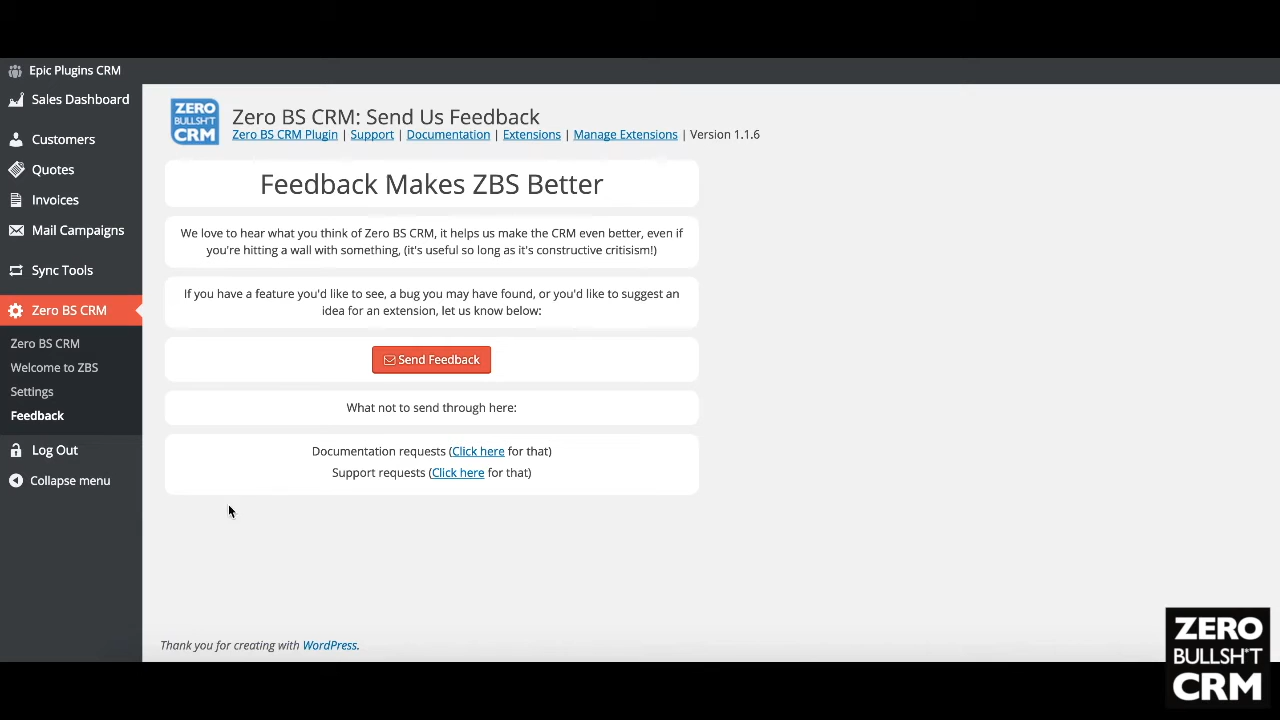 Epic Plugins CRM
Sales Dashboard
Customers
Quotes
Invoices
Mail Campaigns
Sync Tools
Zero BS CRM
Zero BS CRM
Welcome to ZBS
Settings
Feedback
Log Out
Collapse menu
ZERO
BULLSH*T
CRM
Zero BS CRM: Send Us Feedback
Zero BS CRM Plugin | Support | Documentation | Extensions | Manage Extensions | Version 1.1.6
Feedback Makes ZBS Better
We love to hear what you think of Zero BS CRM, it helps us make the CRM even better, even if
you're hitting a wall with something, (it's useful so long as it's constructive critisism!)
If you have a feature you'd like to see, a bug you may have found, or you'd like to suggest an
idea for an extension, let us know below:
Send Feedback
What not to send through here:
Documentation requests (Click here for that)
Support requests (Click here for that)
Thank you for creating with WordPress.
ZERO
BULLSH*T
CRM